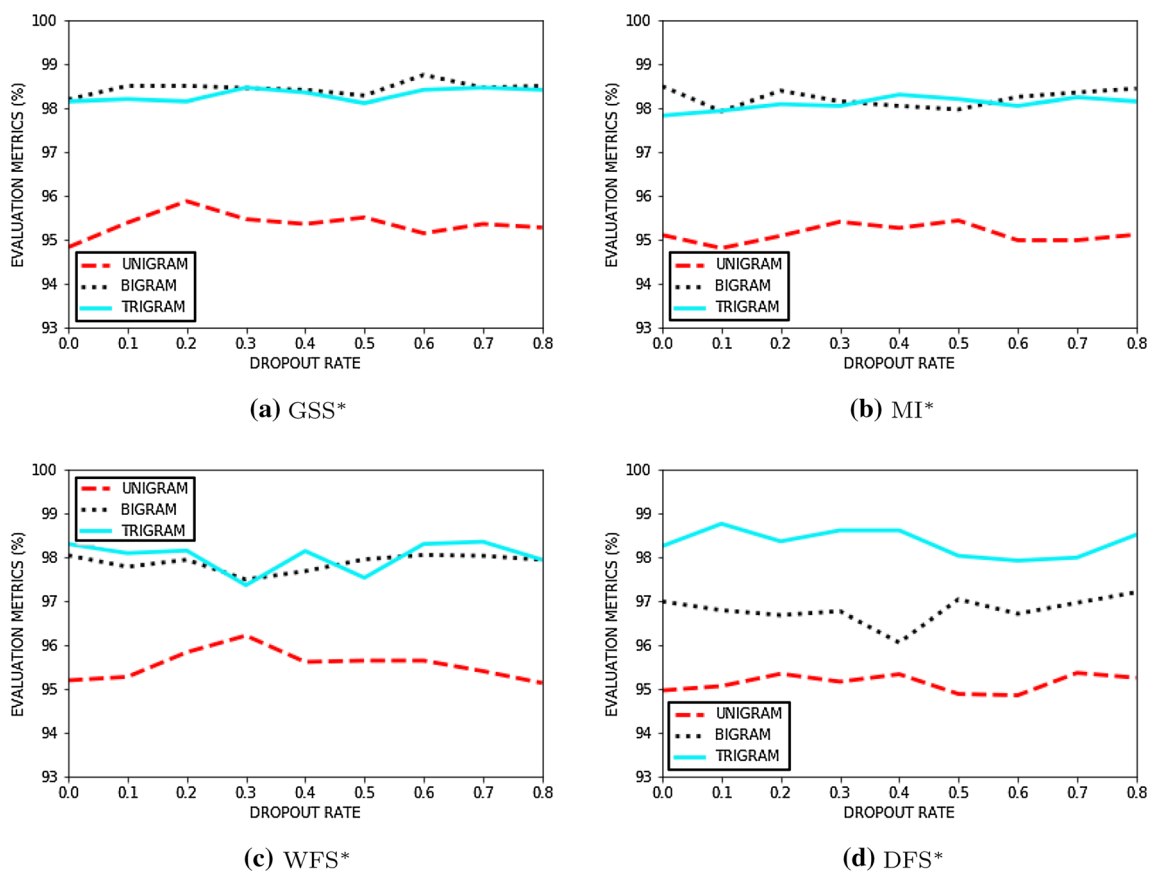 100
99
98
97
96
95
94
93
EVALUATION METRICS (%)
UNIGRAM
BIGRAM
TRIGRAM
0.0 0.1 0.2 0.3 0.4 0.5 0.6 0.7 0.8
DROPOUT RATE
(a) GSS*
100
99
98
97
96
95
94
93
EVALUATION METRICS (%)
UNIGRAM
BIGRAM
TRIGRAM
0.0 0.1 0.2 0.3 0.4 0.5 0.6 0.7 0.8
DROPOUT RATE
(b) MI*
100
99
98
97
96
95
94
93
EVALUATION METRICS (%)
UNIGRAM
BIGRAM
TRIGRAM
0.0 0.1 0.2 0.3 0.4 0.5 0.6 0.7 0.8
DROPOUT RATE
(c) WFS*
100
99
98
97
96
95
94
93
EVALUATION METRICS (%)
UNIGRAM
BIGRAM
TRIGRAM
0.0 0.1 0.2 0.3 0.4 0.5 0.6 0.7 0.8
DROPOUT RATE
(d) DFS*